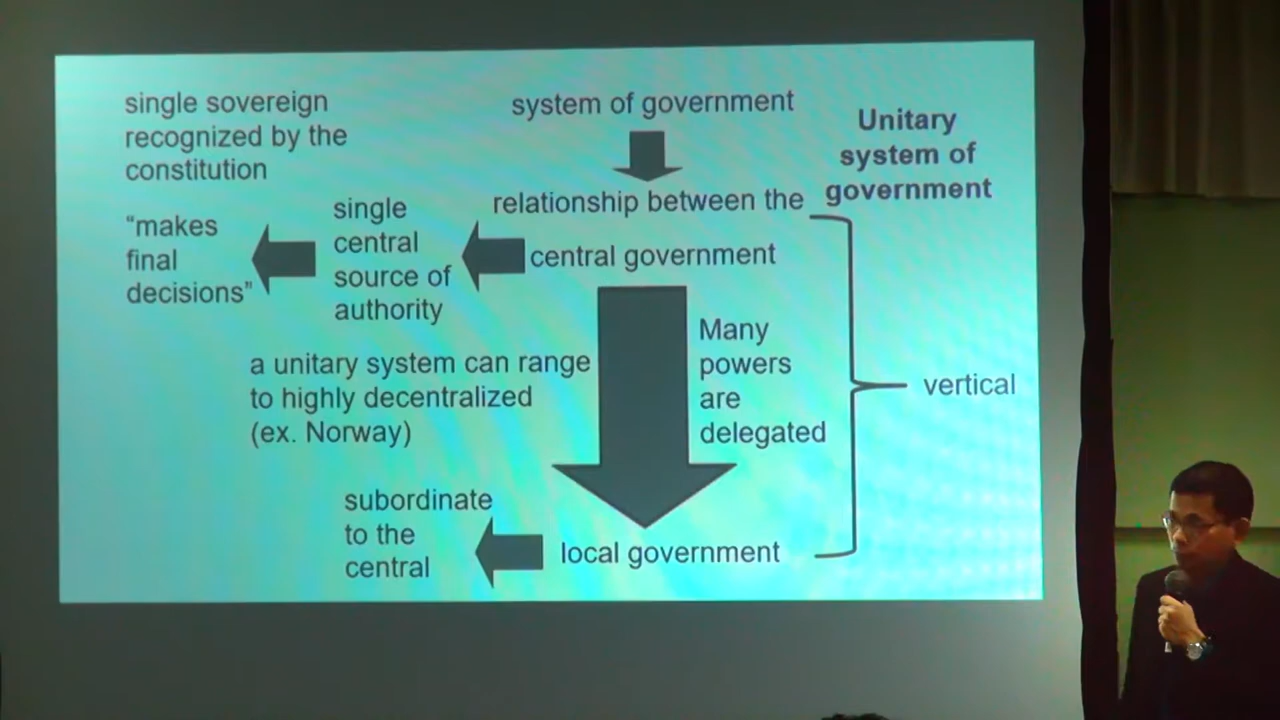 single sovereign
recognized by the
constitution
system of government
Unitary
system of
government
relationship between the
"makes
final
decisions"
single
central
source of
authority
central government
a unitary system can range
to highly decentralized
(ex. Norway)
Many
powers
are
delegated
vertical
subordinate
to the
central
local government